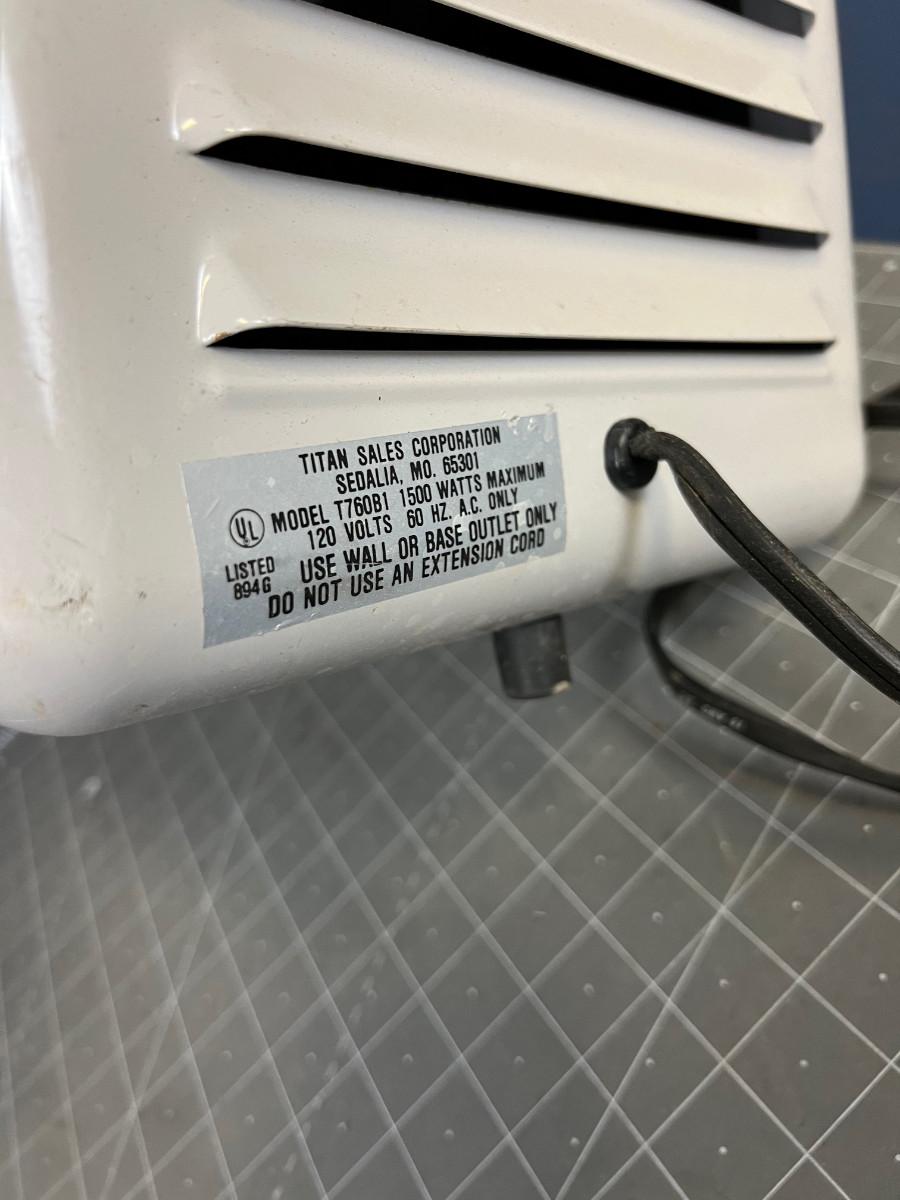 TITAN SALES CORPORATION
SEDALIA, MO. 65301
UL MODEL T760B1 1500 WATTS MAXIMUM
120 VOLTS 60 HZ. A.C. ONLY
LISTED
894G
USE WALL OR BASE OUTLET ONLY
DO NOT USE AN EXTENSION CORD